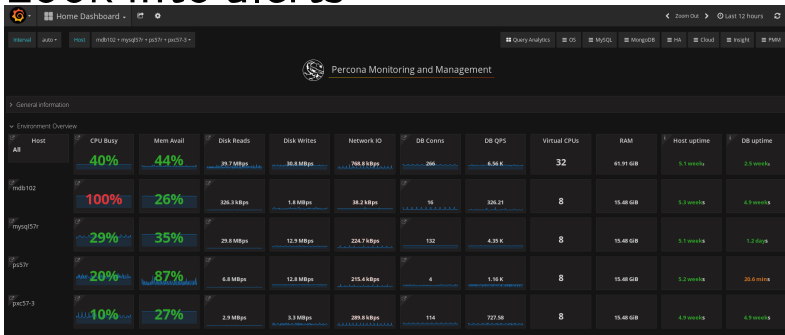 Look into alerts
Home Dashboard
Zoom Out
Last 12 hours
Interval
auto
Host
mdb102 + mysql57r + ps57r + pxc57-3
Query Analytics
OS
MySQL
MongoDB
HA
Cloud
Insight
PMM
Percona Monitoring and Management
General information
Environment Overview
Host
CPU Busy
Mem Avail
Disk Reads
Disk Writes
Network IO
DB Conns
DB QPS
Virtual CPUs
RAM
Host uptime
DB uptime
All
40%
44%
39.7 MBps
30.8 MBps
768.8 kBps
266
6.56 K
32
61.91 GiB
5.1 weeks
2.5 weeks
mdb102
100%
26%
326.3 kBps
1.8 MBps
38.2 kBps
16
326.21
8
15.48 GiB
5.3 weeks
4.9 weeks
mysql57r
29%
35%
29.8 MBps
12.9 MBps
224.7 kBps
132
4.35 K
8
15.48 GiB
5.1 weeks
1.2 days
ps57r
20%
87%
6.8 MBps
12.8 MBps
215.4 kBps
4
1.16 K
8
15.48 GiB
5.2 weeks
20.6 mins
pxc57-3
10%
27%
2.9 MBps
3.3 MBps
289.8 kBps
114
727.56
8
15.48 GiB
4.9 weeks
4.9 weeks